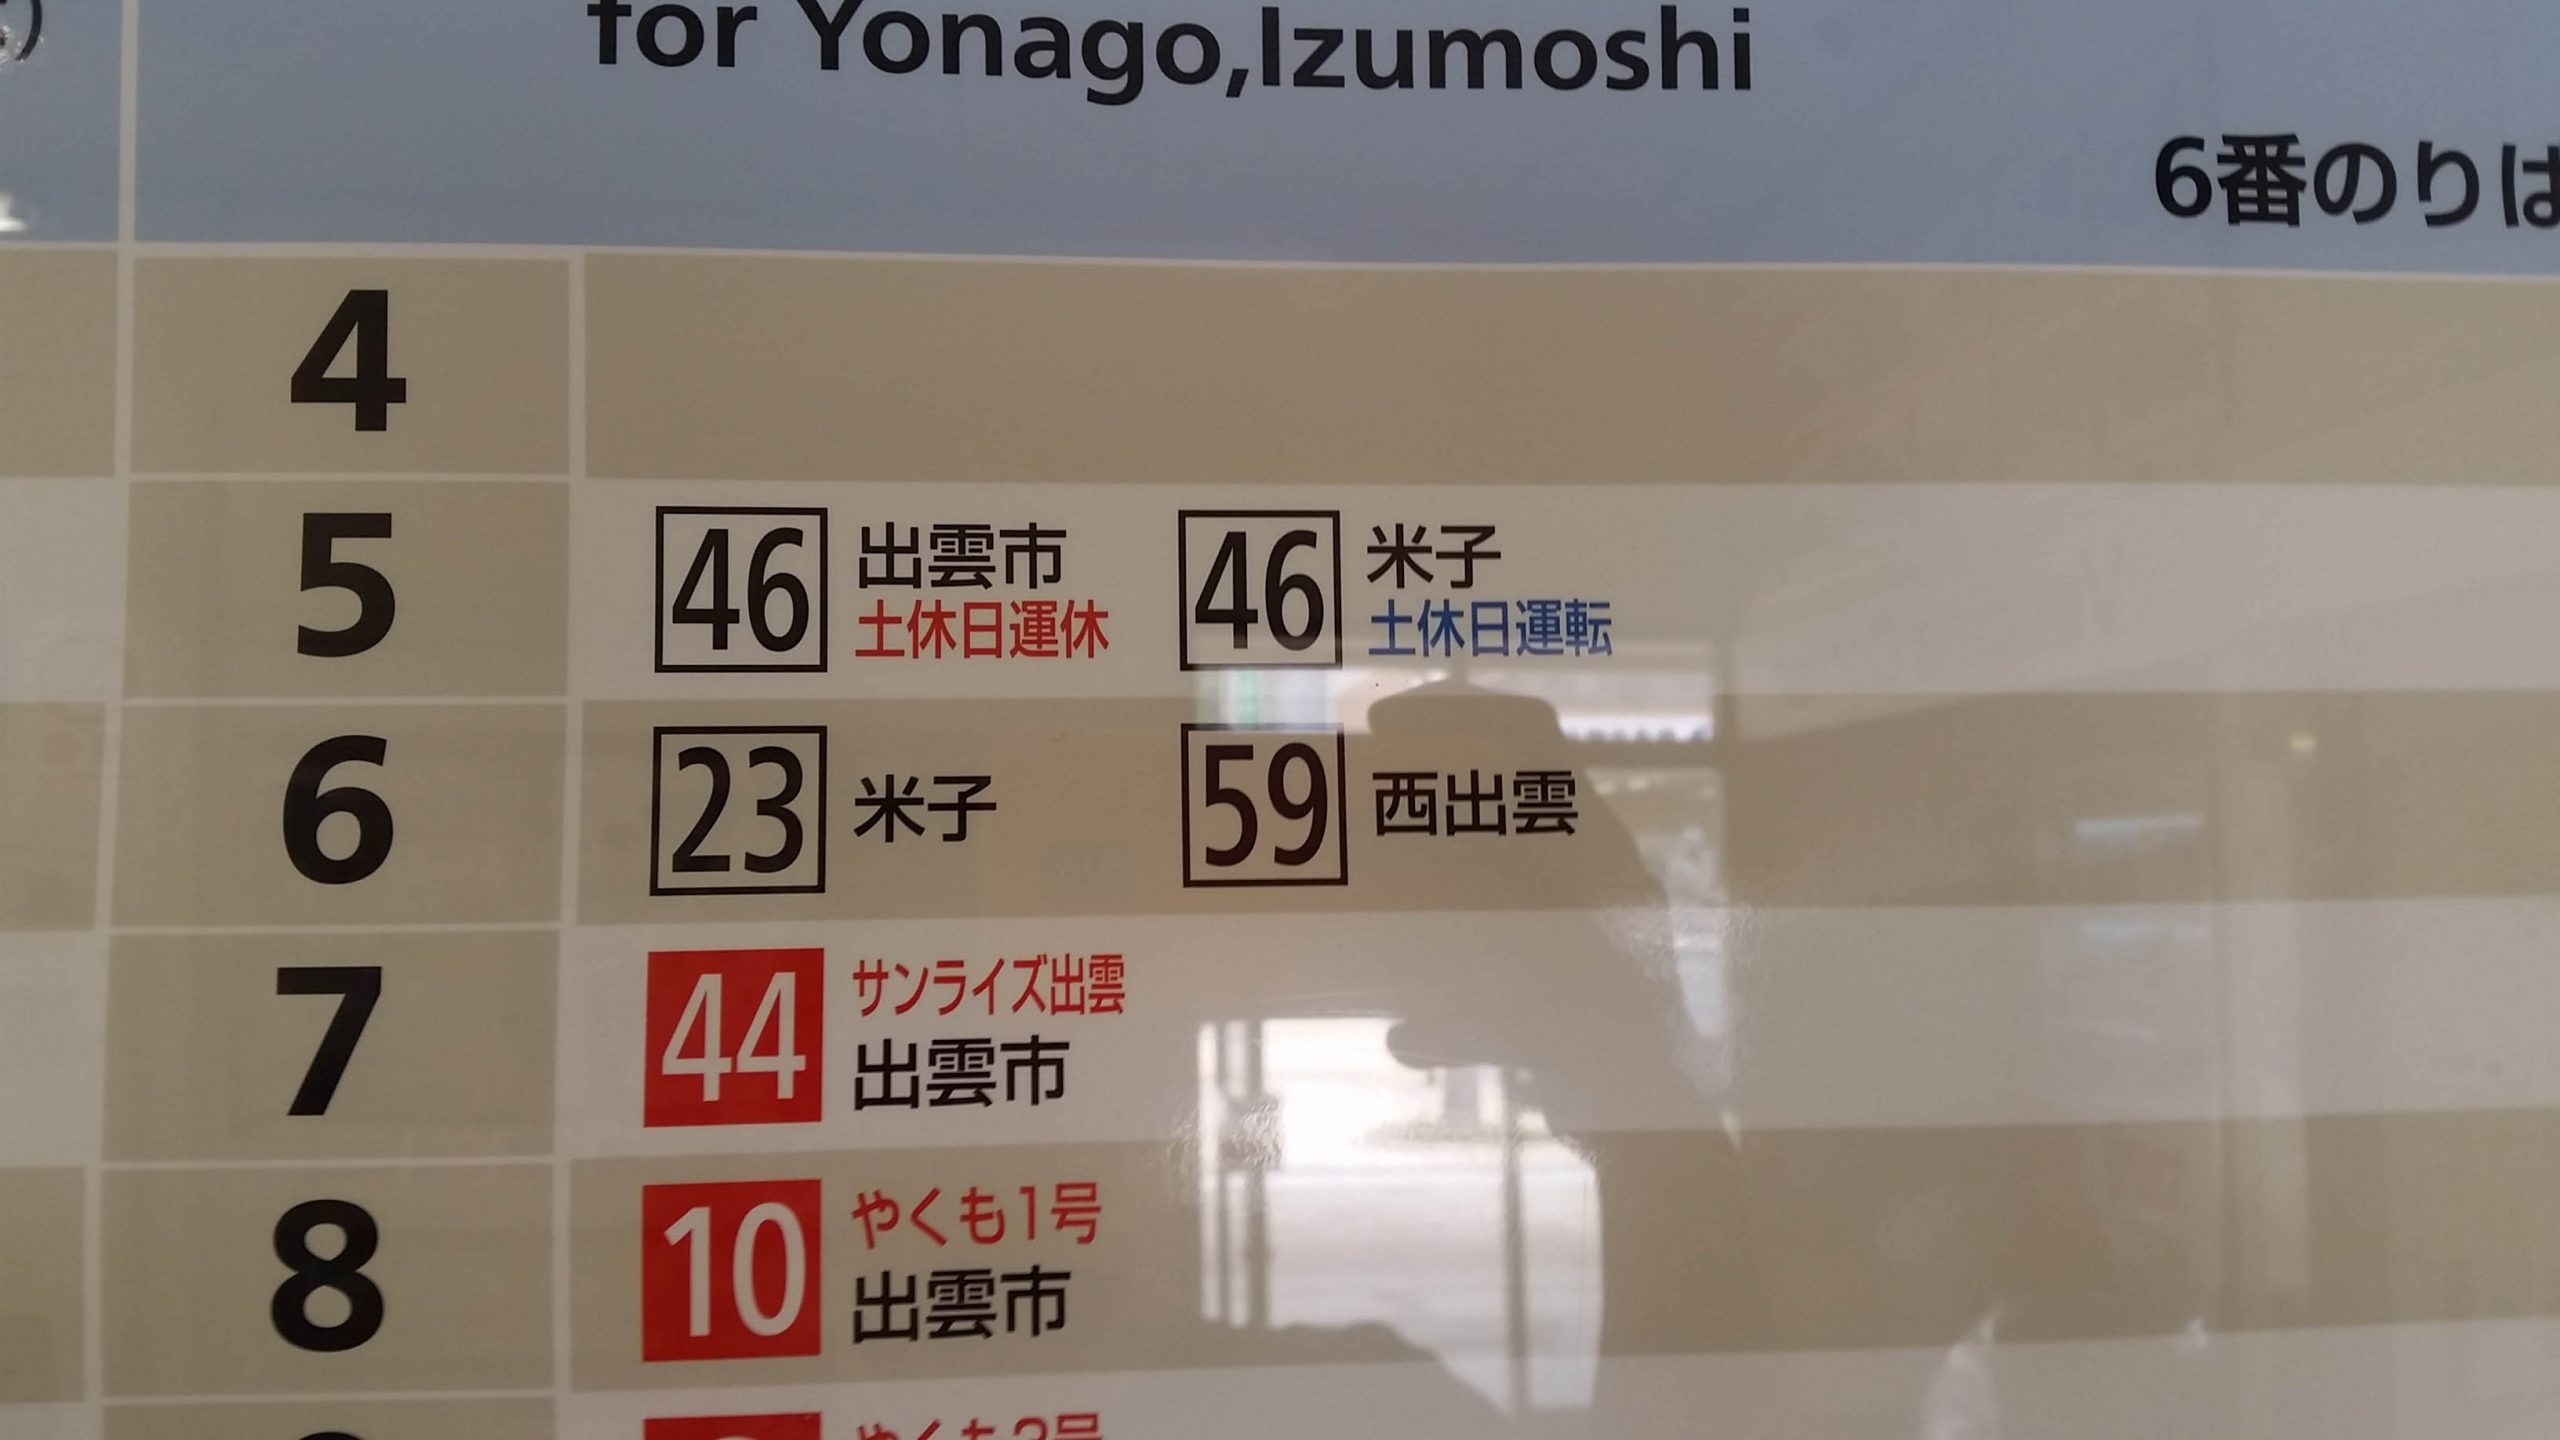 for Yonago,Izumoshi
6番のりば
4
5 46 出雲市 46 米子
土休日運休 土休日運転
6 23 米子 59 西出雲
7 44 サンライズ出雲
出雲市
8 10 やくも1号
出雲市